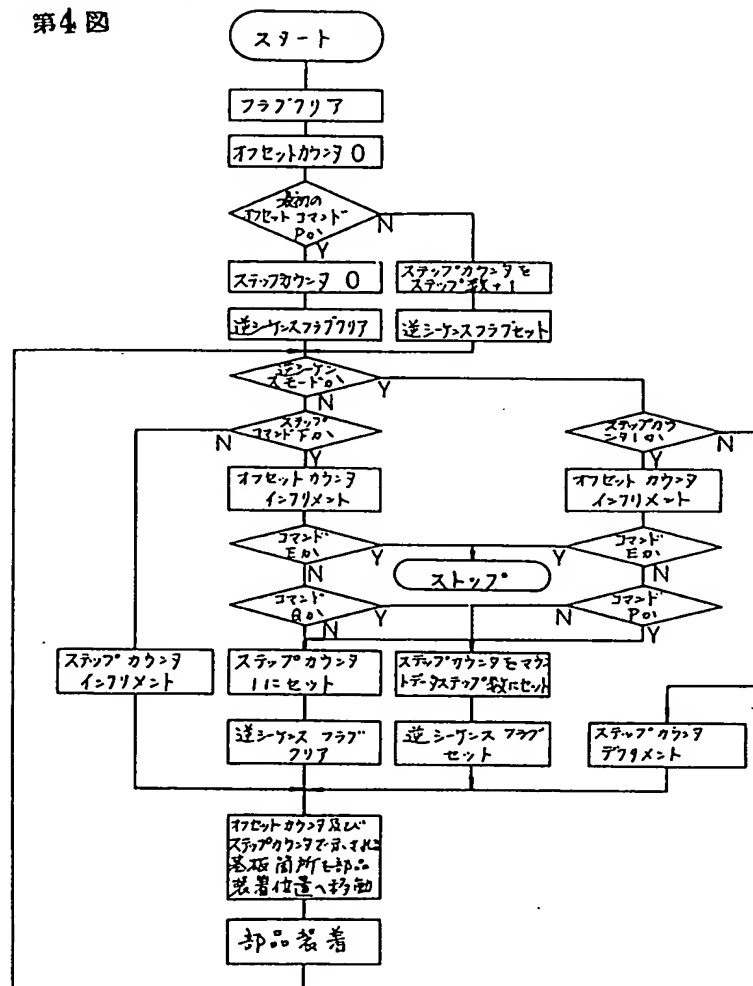 第4図
スタート
フラグクリア
オフセットカウンタ 0
最初の
オフセット コマンド
Pか
N
Y
ステップカウンタ 0
ステップカウンタを
ステップ数+1
逆シーケンスフラグクリア
逆シーケンスフラグセット
逆シーケン
スモードか
Y
N
ステップ
コマンドFか
N
Y
ステップカウ
ンタ1か
N
Y
オフセットカウンタ
インクリメント
オフセット カウンタ
インクリメント
コマンド
Eか
Y
N
コマンド
Eか
Y
N
ストップ
コマンド
Qか
Y
N
コマンド
Pか
N
Y
ステップ カウンタ
インクリメント
ステップ カウンタ
1にセット
ステップカウンタをマウン
トデータステップ数にセット
逆シーケンス フラグ
クリア
逆シーケンス フラグ
セット
ステップ カウンタ
デクリメント
オフセットカウンタ及び
ステップカウンタで示される
基板箇所を部品
装着位置へ移動
部品装着